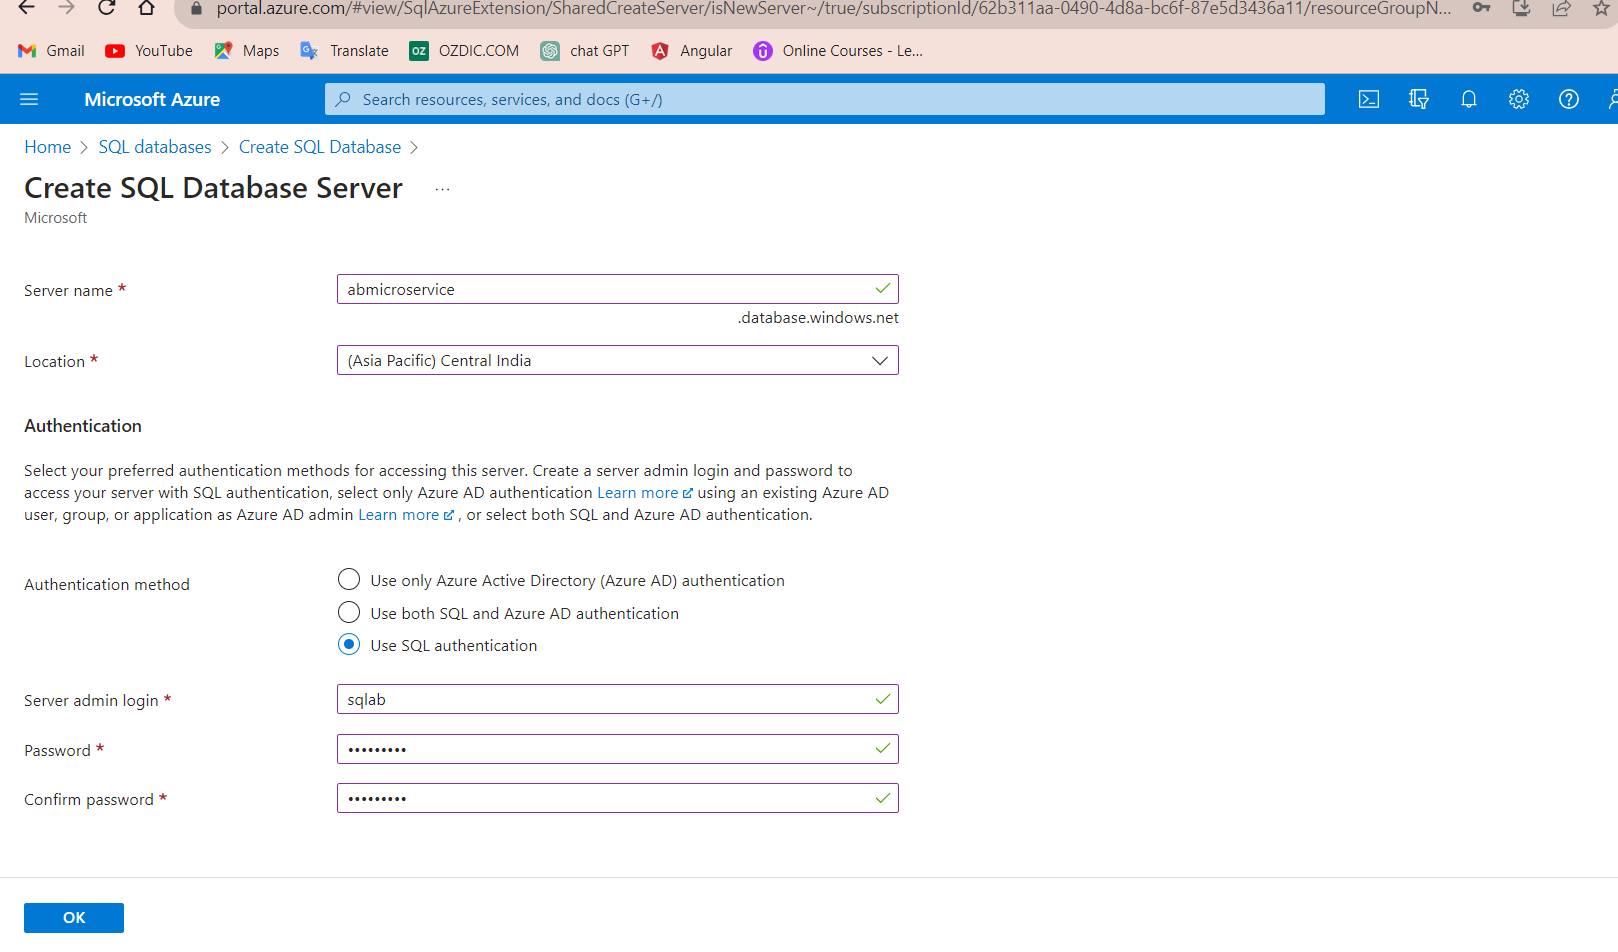 portal.azure.com/#view/SqlAzureExtension/SharedCreateServer/isNewServer~/true/subscriptionId/62b311aa-0490-4d8a-bc6f-87e5d3436a11/resourceGroupN...
Gmail YouTube Maps Translate OZ OZDIC.COM chat GPT Angular Online Courses - Le...
Microsoft Azure Search resources, services, and docs (G+/)
Home > SQL databases > Create SQL Database >
Create SQL Database Server ...
Microsoft
Server name * abmicroservice
.database.windows.net
Location * (Asia Pacific) Central India
Authentication
Select your preferred authentication methods for accessing this server. Create a server admin login and password to
access your server with SQL authentication, select only Azure AD authentication Learn more using an existing Azure AD
user, group, or application as Azure AD admin Learn more , or select both SQL and Azure AD authentication.
Authentication method
Use only Azure Active Directory (Azure AD) authentication
Use both SQL and Azure AD authentication
Use SQL authentication
Server admin login * sqlab
Password * •••••••••
Confirm password * •••••••••
OK